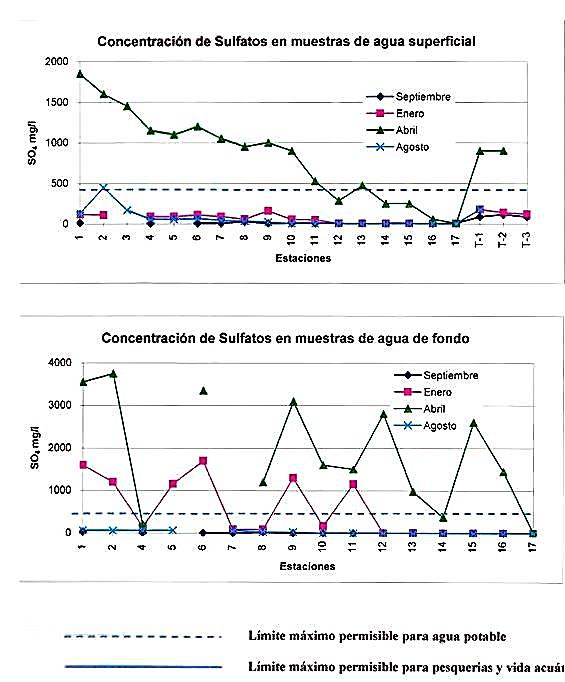 Concentración de Sulfatos en muestras de agua superficial
2000
1500
1000
500
0
SO4 mg/l
Septiembre
Enero
Abril
Agosto
1 2 3 4 5 6 7 8 9 10 11 12 13 14 15 16 17 T-1 T-2 T-3
Estaciones
Concentración de Sulfatos en muestras de agua de fondo
4000
3000
2000
1000
0
SO4 mg/l
Septiembre
Enero
Abril
Agosto
1 2 4 5 6 7 8 9 10 11 12 13 14 15 16 17
Estaciones
Límite máximo permisible para agua potable
Límite máximo permisible para pesquerias y vida acuá